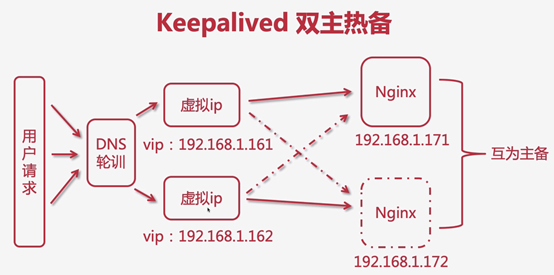 Keepalived 双主热备
用户请求
DNS
轮训
虚拟ip
vip：192.168.1.161
虚拟ip
vip：192.168.1.162
Nginx
192.168.1.171
Nginx
192.168.1.172
互为主备